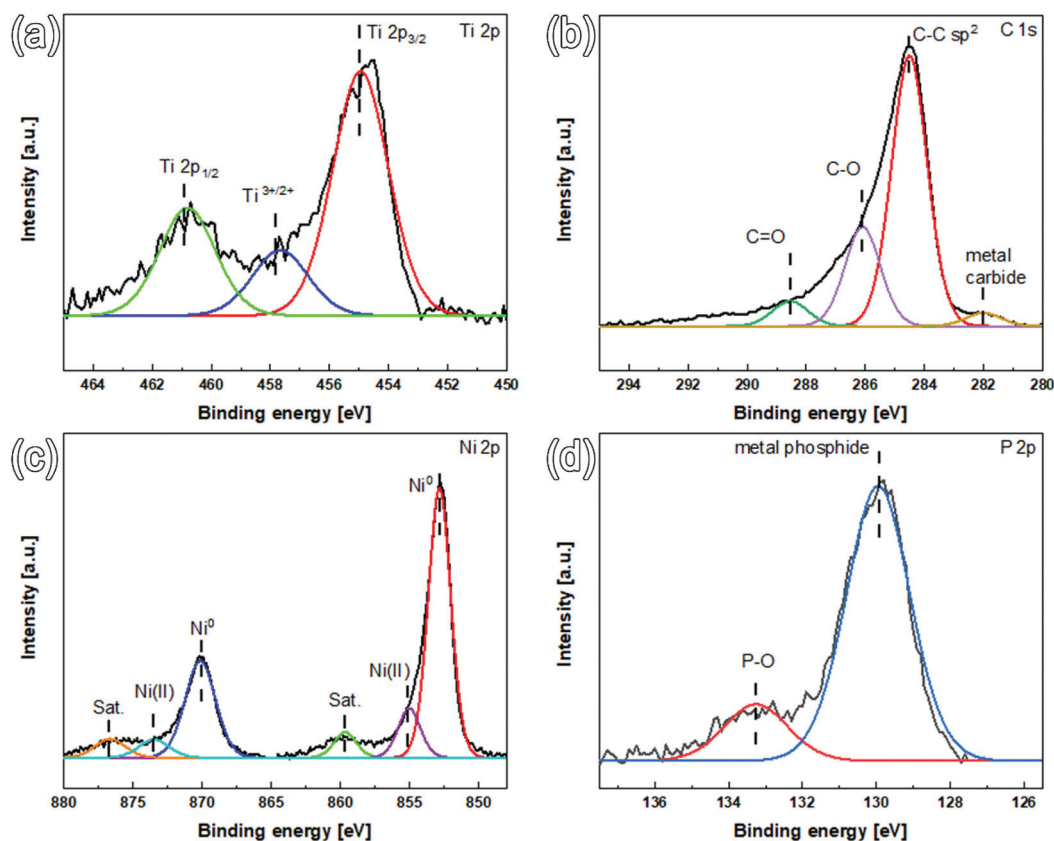 (a)
Ti 2p
Ti 2p3/2
Ti 2p1/2
Ti 3+/2+
Intensity [a.u.]
464 462 460 458 456 454 452 450
Binding energy [eV]
(b)
C 1s
C-C sp2
C-O
C=O
metal
carbide
Intensity [a.u.]
294 292 290 288 286 284 282 280
Binding energy [eV]
(c)
Ni 2p
Ni0
Ni0
Ni(II)
Sat.
Ni(II)
Sat.
Intensity [a.u.]
880 875 870 865 860 855 850
Binding energy [eV]
(d)
metal phosphide
P 2p
P-O
Intensity [a.u.]
136 134 132 130 128 126
Binding energy [eV]